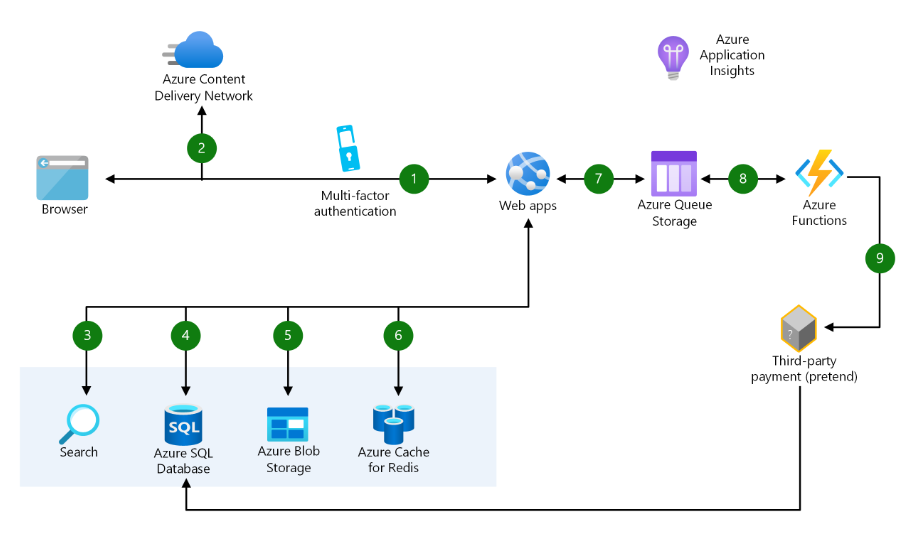 Azure
Application
Insights
Azure Content
Delivery Network
2
1
Browser
Multi-factor
authentication
Web apps
7
Azure Queue
Storage
8
Azure
Functions
9
3
4
5
6
?
Third-party
payment (pretend)
Search
SQL
Azure SQL
Database
Azure Blob
Storage
Azure Cache
for Redis